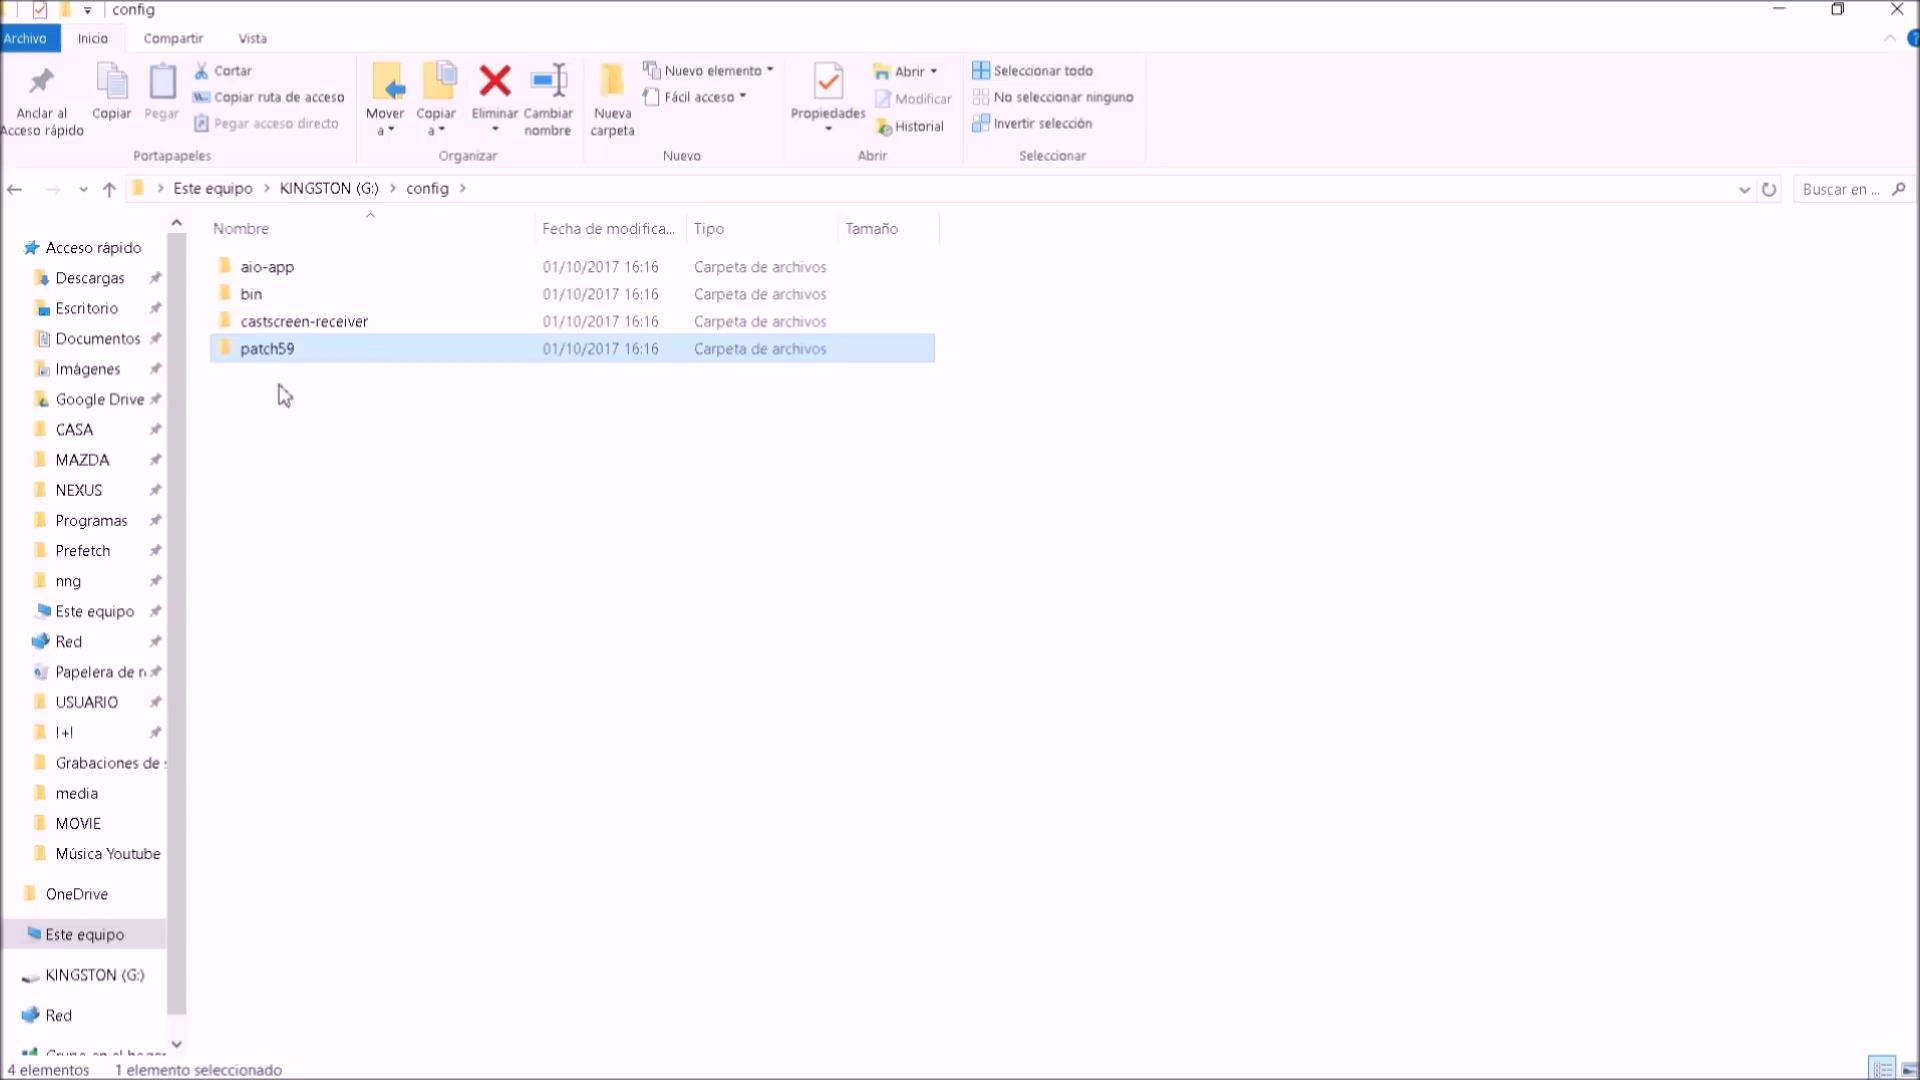 config
Archivo Inicio Compartir Vista
Anclar al Acceso rápido
Copiar
Pegar
Cortar
Copiar ruta de acceso
Pegar acceso directo
Portapapeles
Mover a
Copiar a
Eliminar
Cambiar nombre
Organizar
Nueva carpeta
Nuevo elemento
Fácil acceso
Nuevo
Propiedades
Abrir
Modificar
Historial
Abrir
Seleccionar todo
No seleccionar ninguno
Invertir selección
Seleccionar
Este equipo > KINGSTON (G:) > config >
Buscar en ...
Nombre Fecha de modifica... Tipo Tamaño
aio-app 01/10/2017 16:16 Carpeta de archivos
bin 01/10/2017 16:16 Carpeta de archivos
castscreen-receiver 01/10/2017 16:16 Carpeta de archivos
patch59 01/10/2017 16:16 Carpeta de archivos
Acceso rápido
Descargas
Escritorio
Documentos
Imágenes
Google Drive
CASA
MAZDA
NEXUS
Programas
Prefetch
nng
Este equipo
Red
Papelera de r
USUARIO
!+!
Grabaciones de
media
MOVIE
Música Youtube
OneDrive
Este equipo
KINGSTON (G:)
Red
4 elementos 1 elemento seleccionado